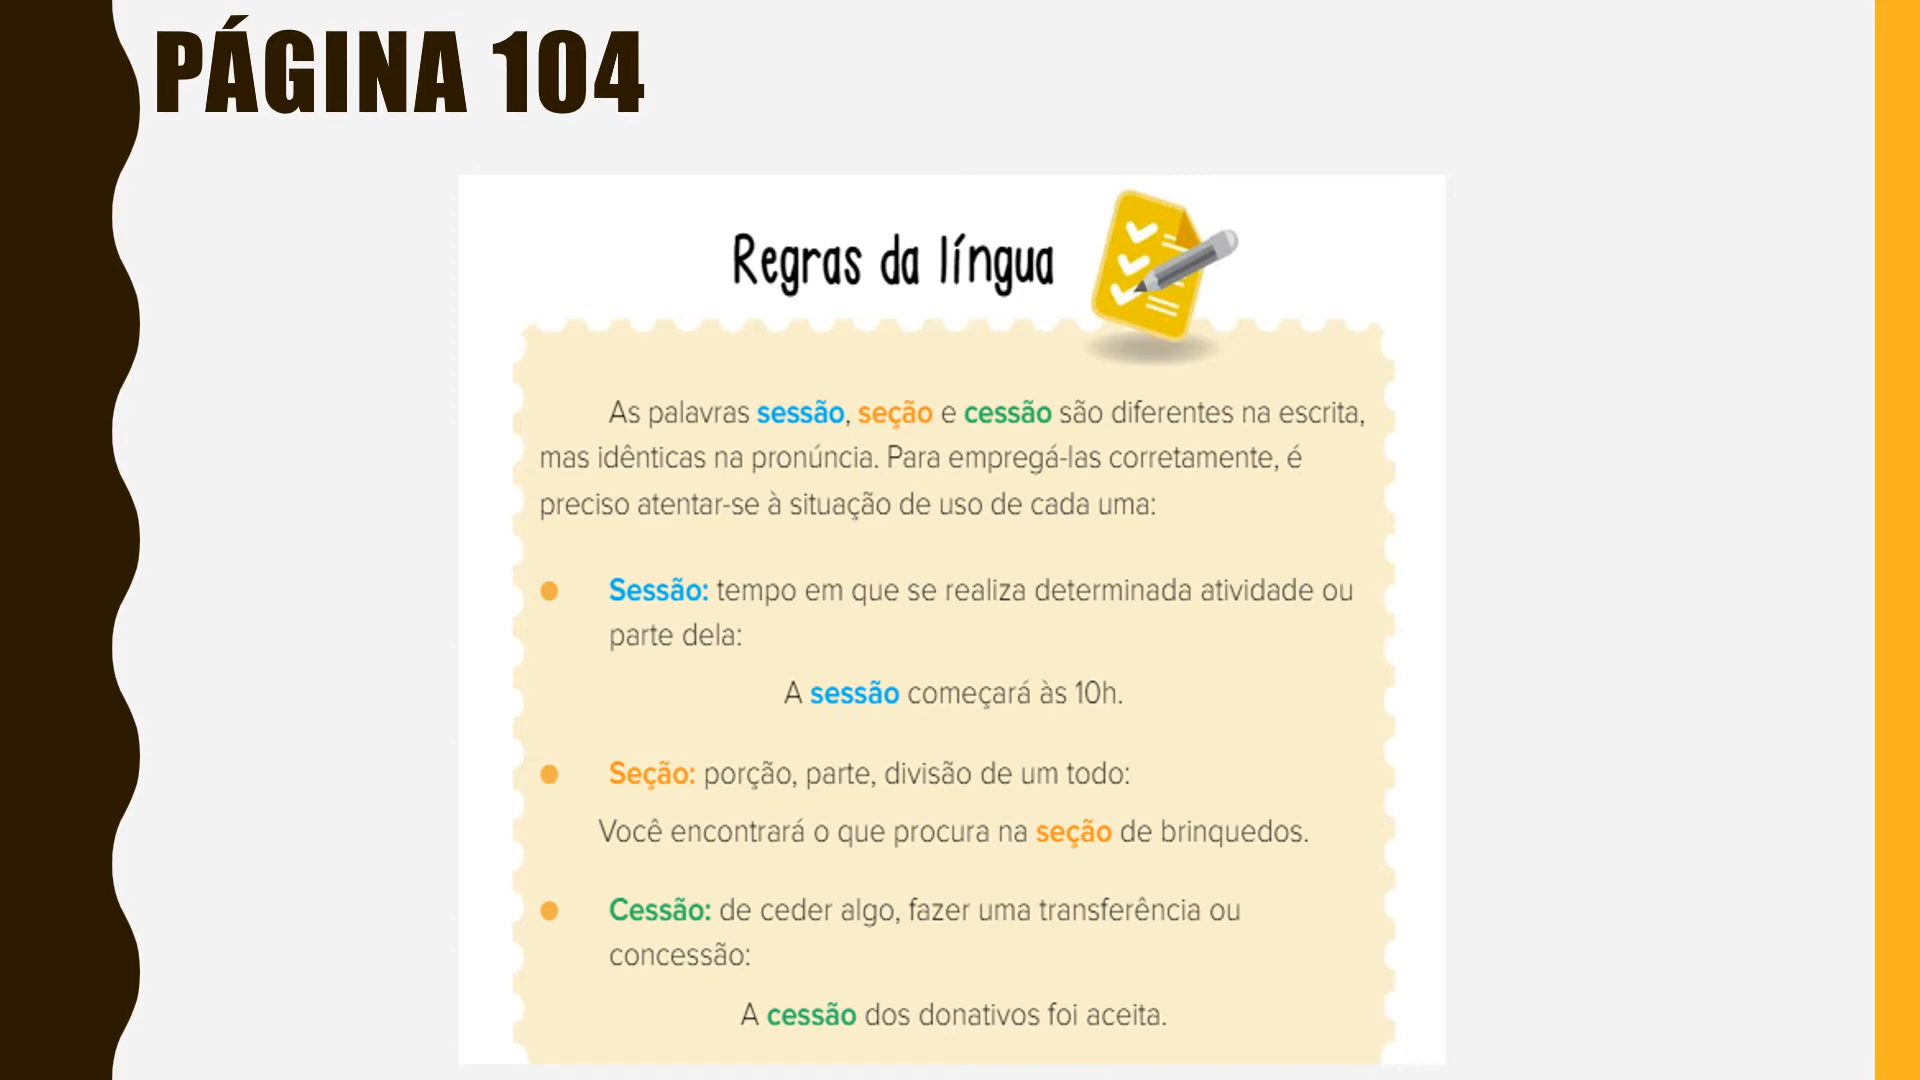 PÁGINA 104
Regras da língua
As palavras sessão, seção e cessão são diferentes na escrita,
mas idênticas na pronúncia. Para empregá-las corretamente, é
preciso atentar-se à situação de uso de cada uma:
Sessão: tempo em que se realiza determinada atividade ou
parte dela:
A sessão começará às 10h.
Seção: porção, parte, divisão de um todo:
Você encontrará o que procura na seção de brinquedos.
Cessão: de ceder algo, fazer uma transferência ou
concessão:
A cessão dos donativos foi aceita.